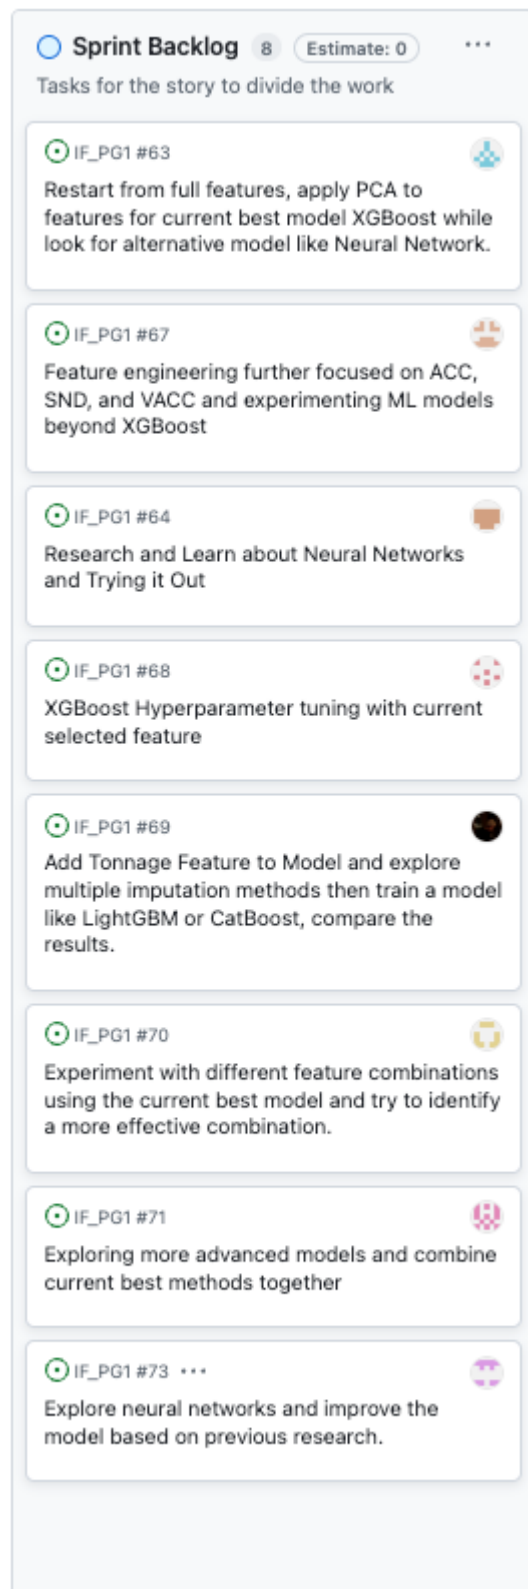 Sprint Backlog 8 Estimate: 0 ...
Tasks for the story to divide the work
IF_PG1 #63
Restart from full features, apply PCA to
features for current best model XGBoost while
look for alternative model like Neural Network.
IF_PG1 #67
Feature engineering further focused on ACC,
SND, and VACC and experimenting ML models
beyond XGBoost
IF_PG1 #64
Research and Learn about Neural Networks
and Trying it Out
IF_PG1 #68
XGBoost Hyperparameter tuning with current
selected feature
IF_PG1 #69
Add Tonnage Feature to Model and explore
multiple imputation methods then train a model
like LightGBM or CatBoost, compare the
results.
IF_PG1 #70
Experiment with different feature combinations
using the current best model and try to identify
a more effective combination.
IF_PG1 #71
Exploring more advanced models and combine
current best methods together
IF_PG1 #73 ...
Explore neural networks and improve the
model based on previous research.